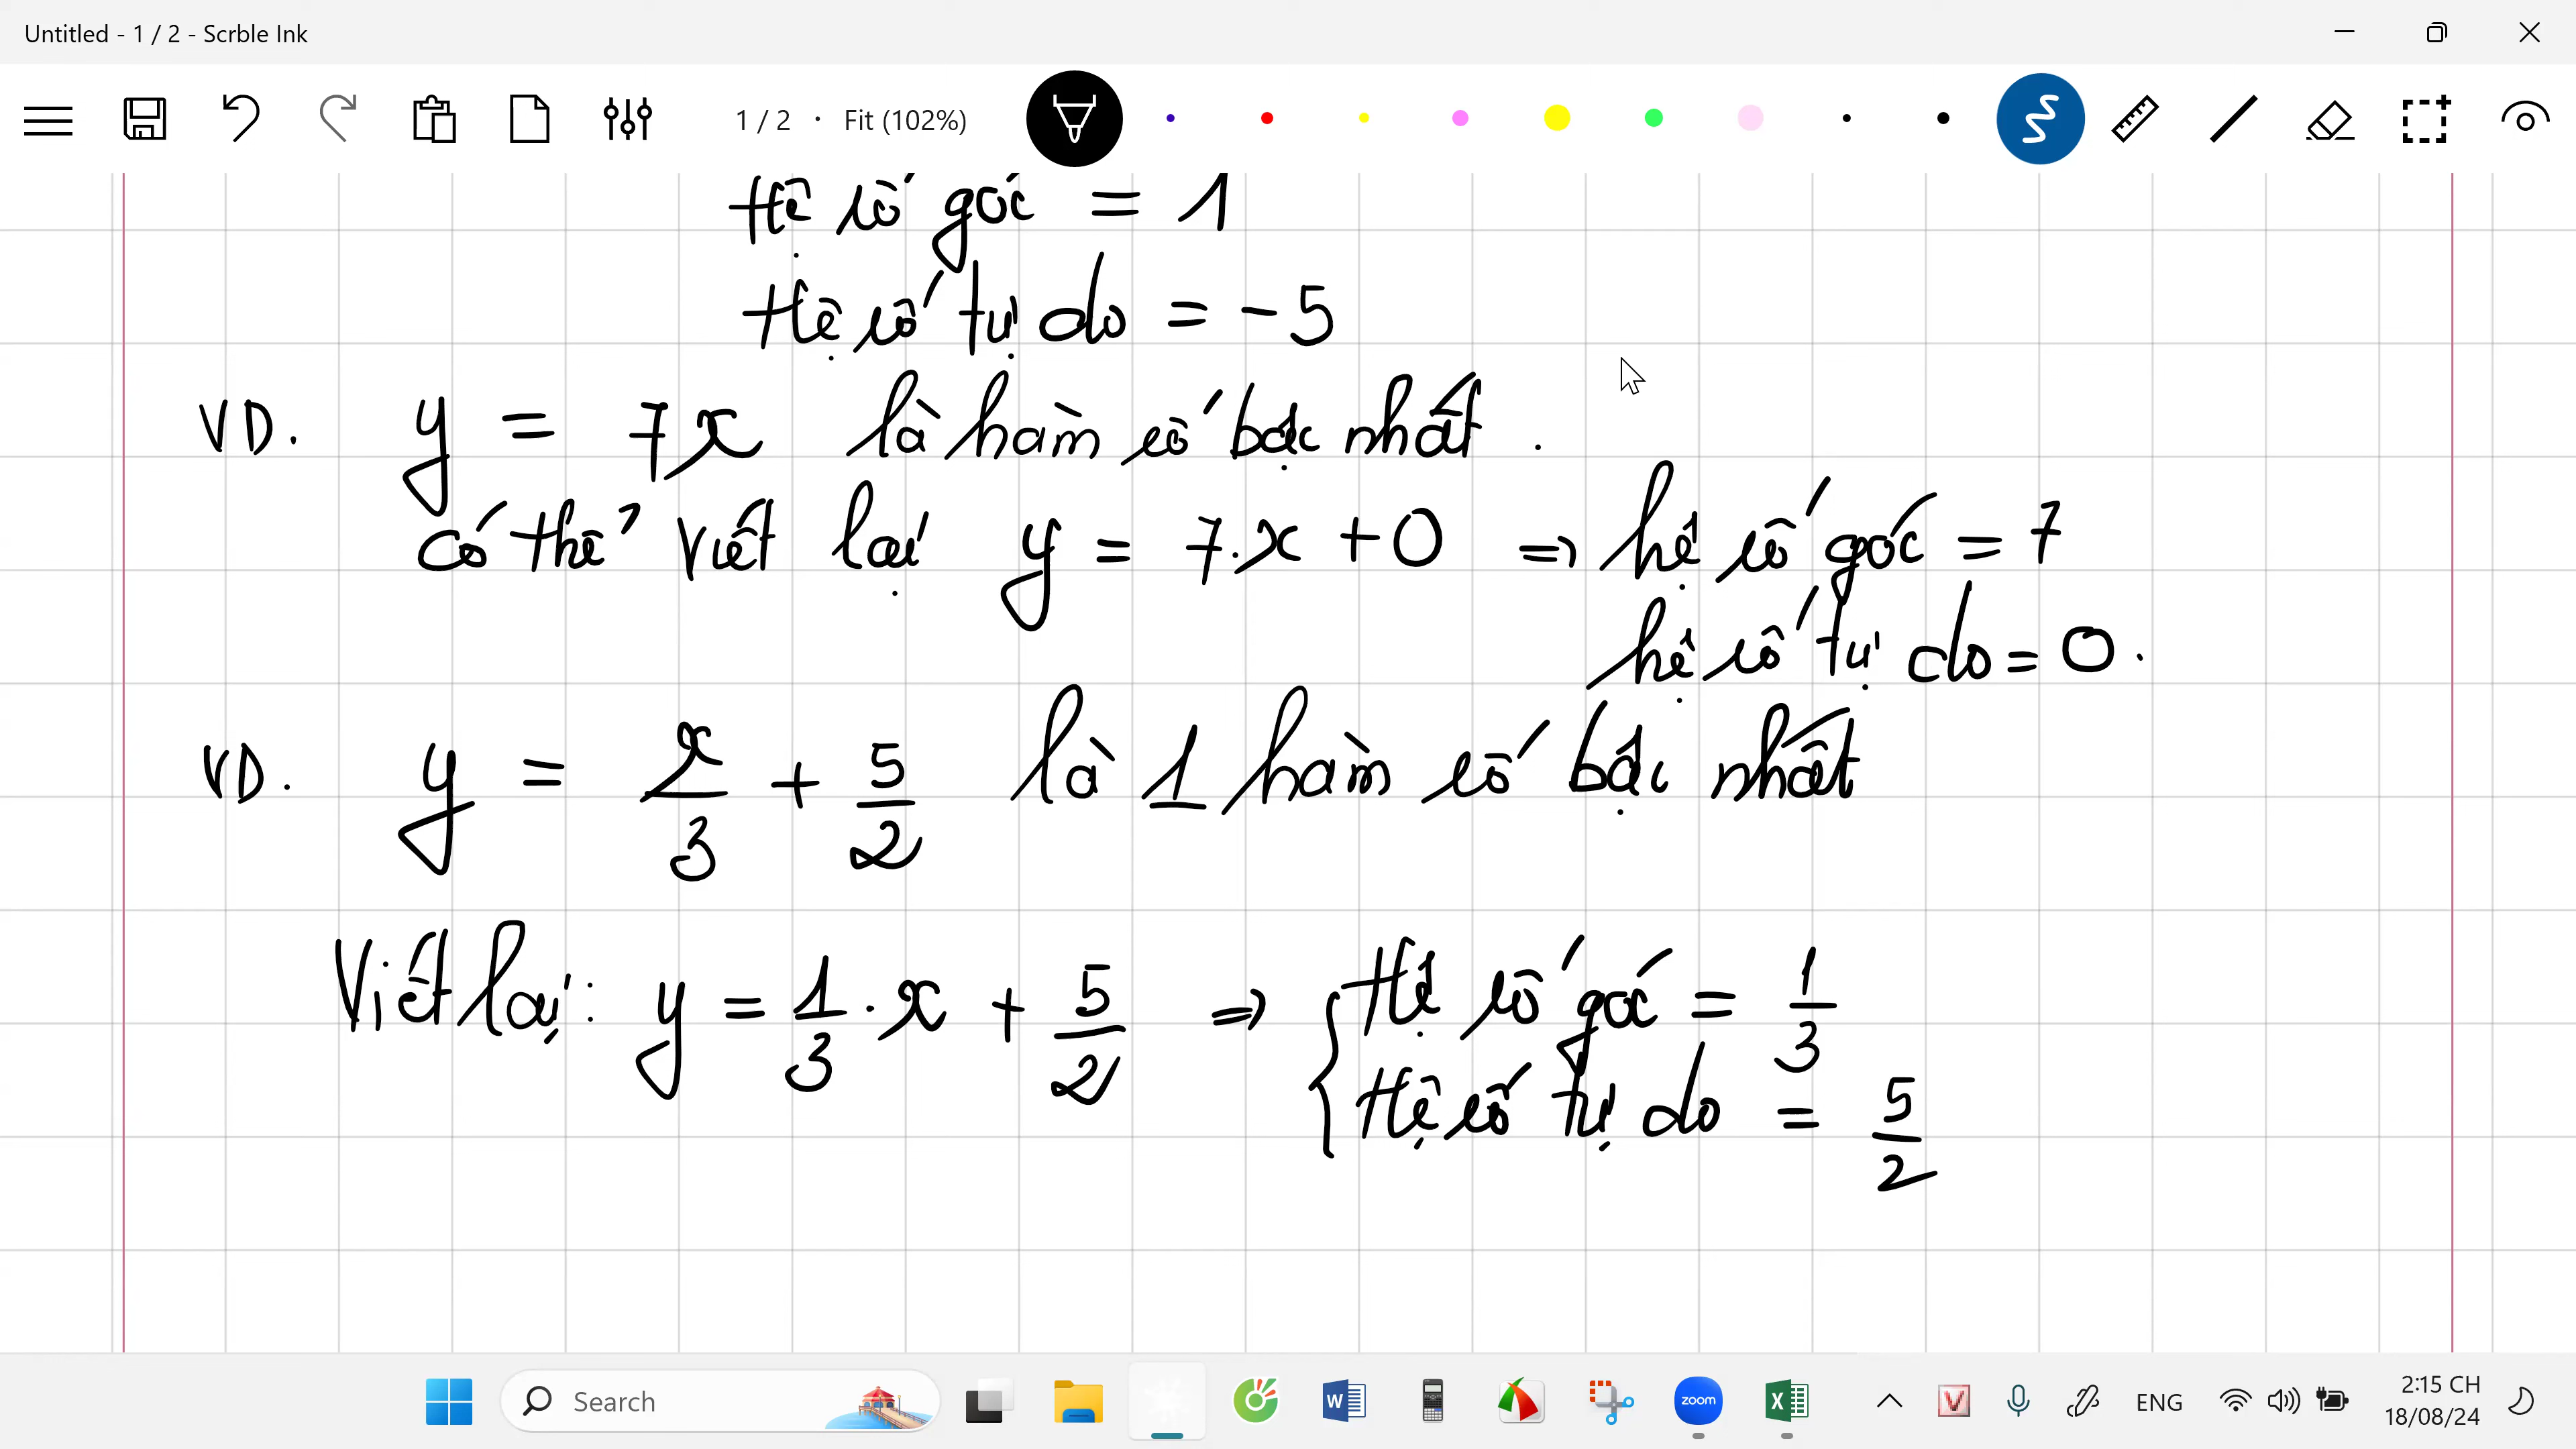 Untitled - 1 / 2 - Scrble Ink
1 / 2 · Fit (102%)
Hệ số góc = 1
Hệ số tự do = -5
VD. y = 7x là hàm số bậc nhất.
có thể viết lại y = 7.x + 0 ⇒ hệ số góc = 7
hệ số tự do = 0.
VD. y = x/3 + 5/2 là 1 hàm số bậc nhất
Viết lại: y = 1/3 . x + 5/2 ⇒ { Hệ số góc = 1/3
Hệ số tự do = 5/2
Search
W
zoom
X
V
ENG
2:15 CH
18/08/24